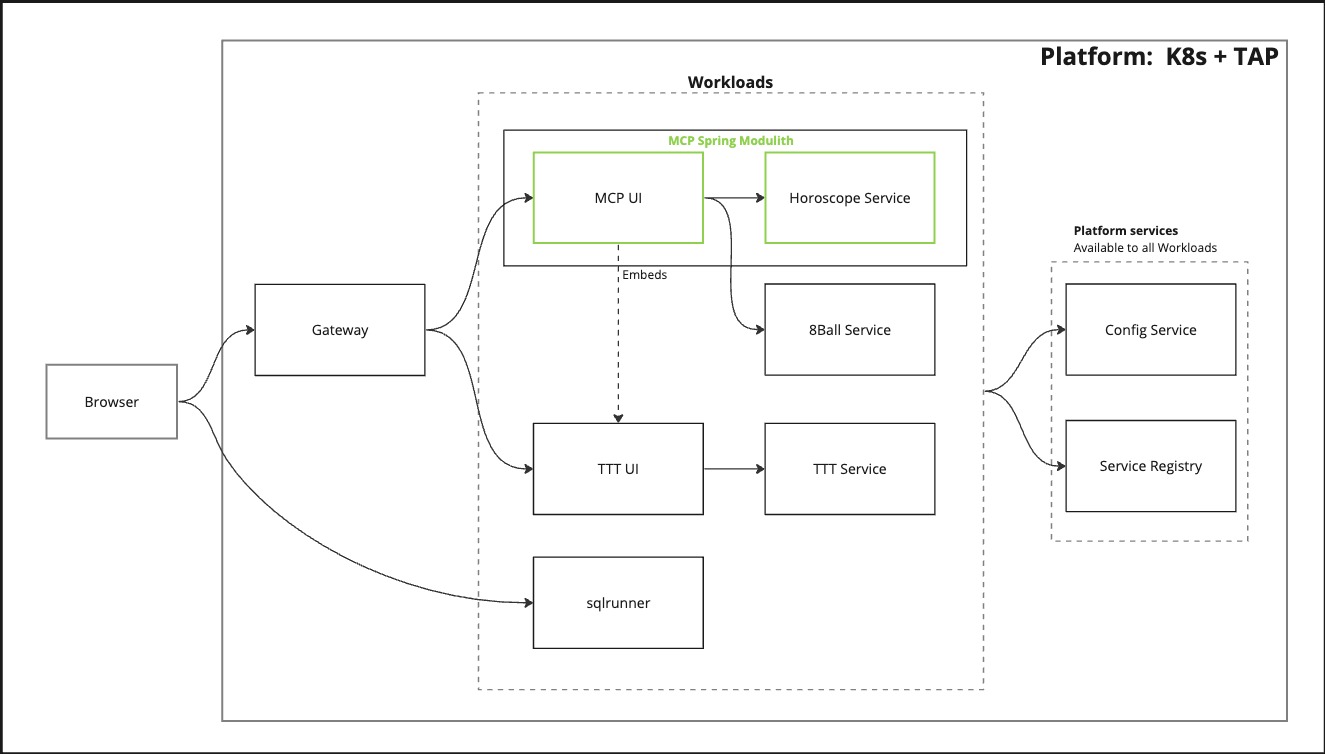 Platform:  K8s + TAP
Workloads
MCP Spring Modulith
MCP UI
Horoscope Service
Platform services
Available to all Workloads
Embeds
Gateway
8Ball Service
Config Service
Browser
TTT UI
TTT Service
Service Registry
sqlrunner